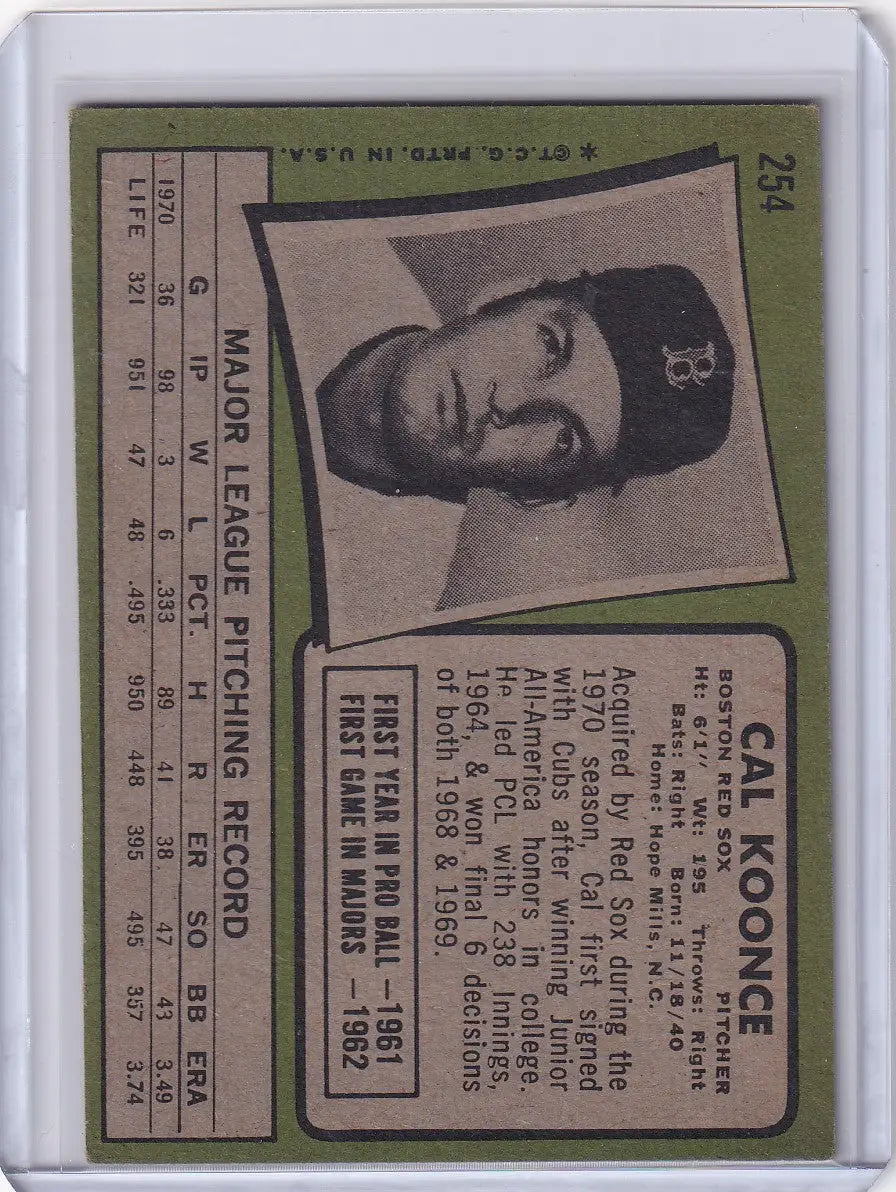 254
* ©T.C.G. PRTD. IN U.S.A.
B
CAL KOONCE
BOSTON RED SOX PITCHER
Ht: 6'1" Wt: 195 Throws: Right
Bats: Right Born: 11/18/40
Home: Hope Mills, N.C.
Acquired by Red Sox during the
1970 season, Cal first signed
with Cubs after winning Junior
All-America honors in college.
He led PCL with 238 Innings,
1964, & won final 6 decisions
of both 1968 & 1969.
FIRST YEAR IN PRO BALL — 1961
FIRST GAME IN MAJORS — 1962
MAJOR LEAGUE PITCHING RECORD
G IP W L PCT. H R ER SO BB ERA
1970 36 98 3 6 .333 89 41 38 47 43 3.49
LIFE 321 951 47 48 .495 950 448 395 495 357 3.74